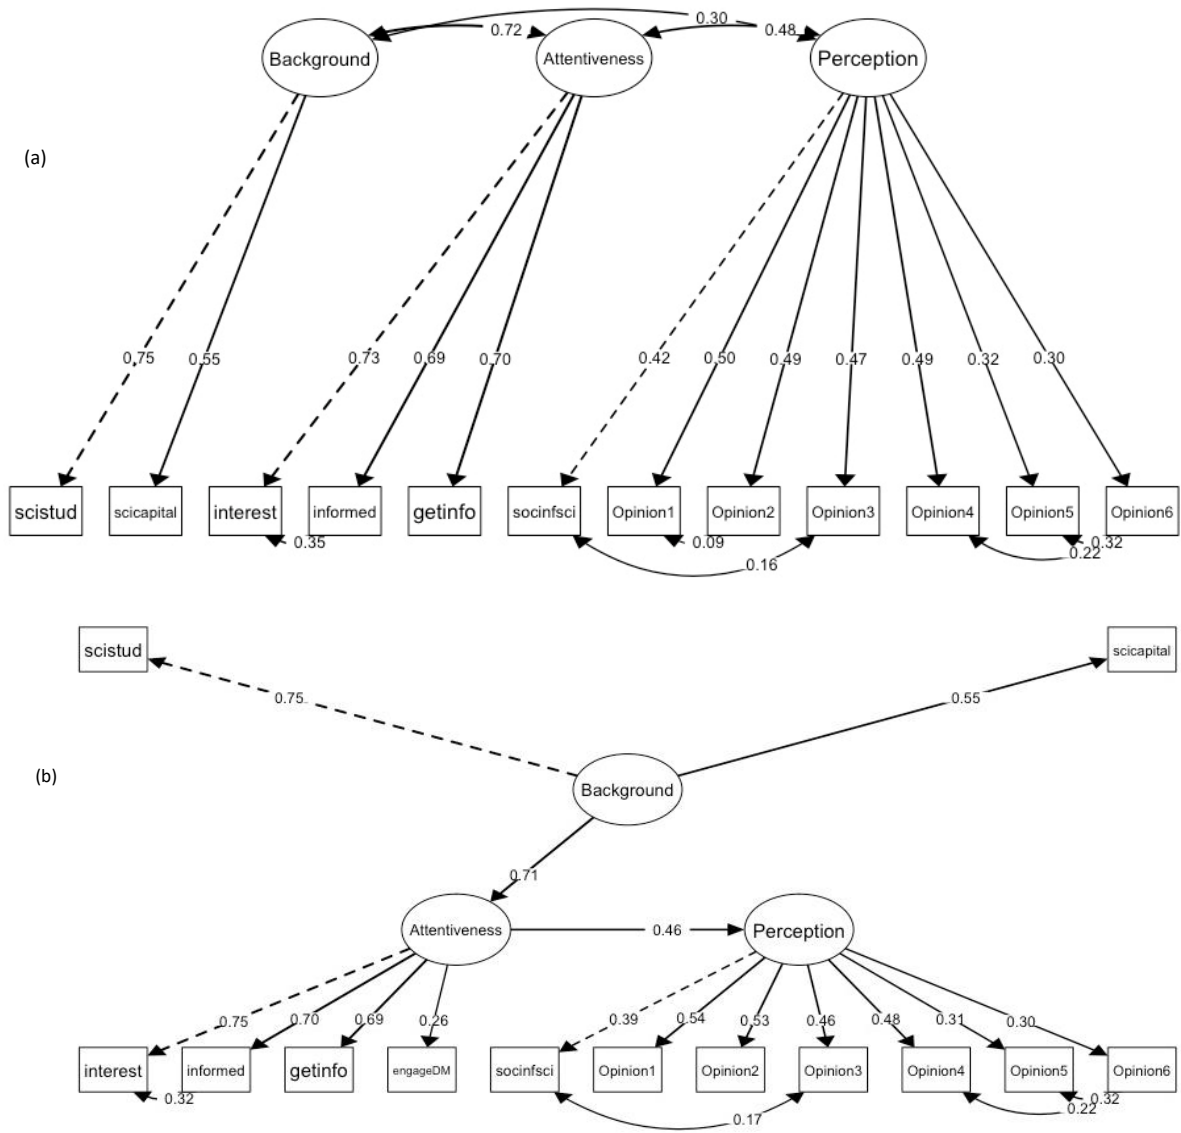 0.30
0.72
0.48
Background
Attentiveness
Perception
(a)
0.75
0.55
0.73
0.69
0.70
0.42
0.50
0.49
0.47
0.49
0.32
0.30
scistud
scicapital
interest
informed
getinfo
socinfsci
Opinion1
Opinion2
Opinion3
Opinion4
Opinion5
Opinion6
0.35
0.09
0.32
0.22
0.16
scistud
scicapital
0.75
0.55
(b)
Background
0.71
Attentiveness
0.46
Perception
0.75
0.70
0.69
0.26
0.39
0.54
0.53
0.46
0.48
0.31
0.30
interest
informed
getinfo
engageDM
socinfsci
Opinion1
Opinion2
Opinion3
Opinion4
Opinion5
Opinion6
0.32
0.32
0.22
0.17